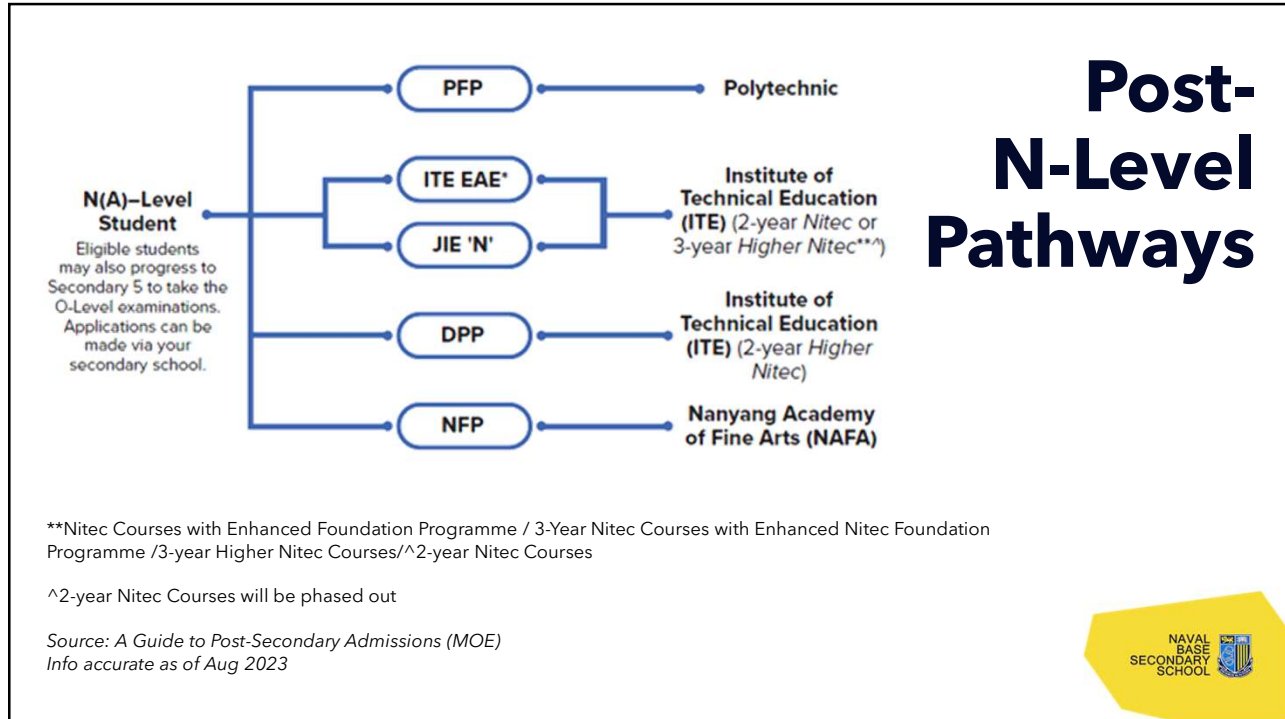 Post-
N-Level
Pathways
N(A)–Level
Student
Eligible students
may also progress to
Secondary 5 to take the
O-Level examinations.
Applications can be
made via your
secondary school.
PFP
Polytechnic
ITE EAE*
JIE 'N'
Institute of
Technical Education
(ITE) (2-year Nitec or
3-year Higher Nitec**^)
DPP
Institute of
Technical Education
(ITE) (2-year Higher
Nitec)
NFP
Nanyang Academy
of Fine Arts (NAFA)
**Nitec Courses with Enhanced Foundation Programme / 3-Year Nitec Courses with Enhanced Nitec Foundation
Programme /3-year Higher Nitec Courses/^2-year Nitec Courses
^2-year Nitec Courses will be phased out
Source: A Guide to Post-Secondary Admissions (MOE)
Info accurate as of Aug 2023
NAVAL
BASE
SECONDARY
SCHOOL